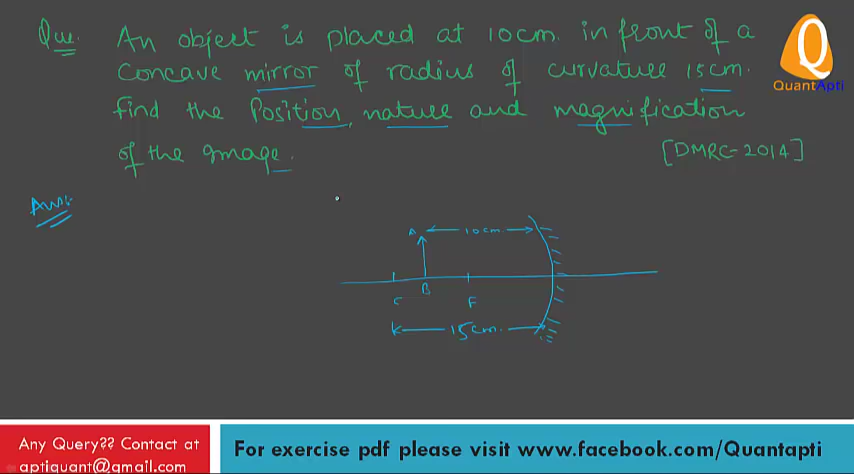 Que: An object is placed at 10cm. in front of a
Concave mirror of radius of curvature 15cm.
find the Position, nature and magnification
of the image.
[DMRC-2014]
QuantApti
Ans:
A
10cm.
C
B
F
15cm.
Any Query?? Contact at
aptiquant@gmail.com
For exercise pdf please visit www.facebook.com/Quantapti